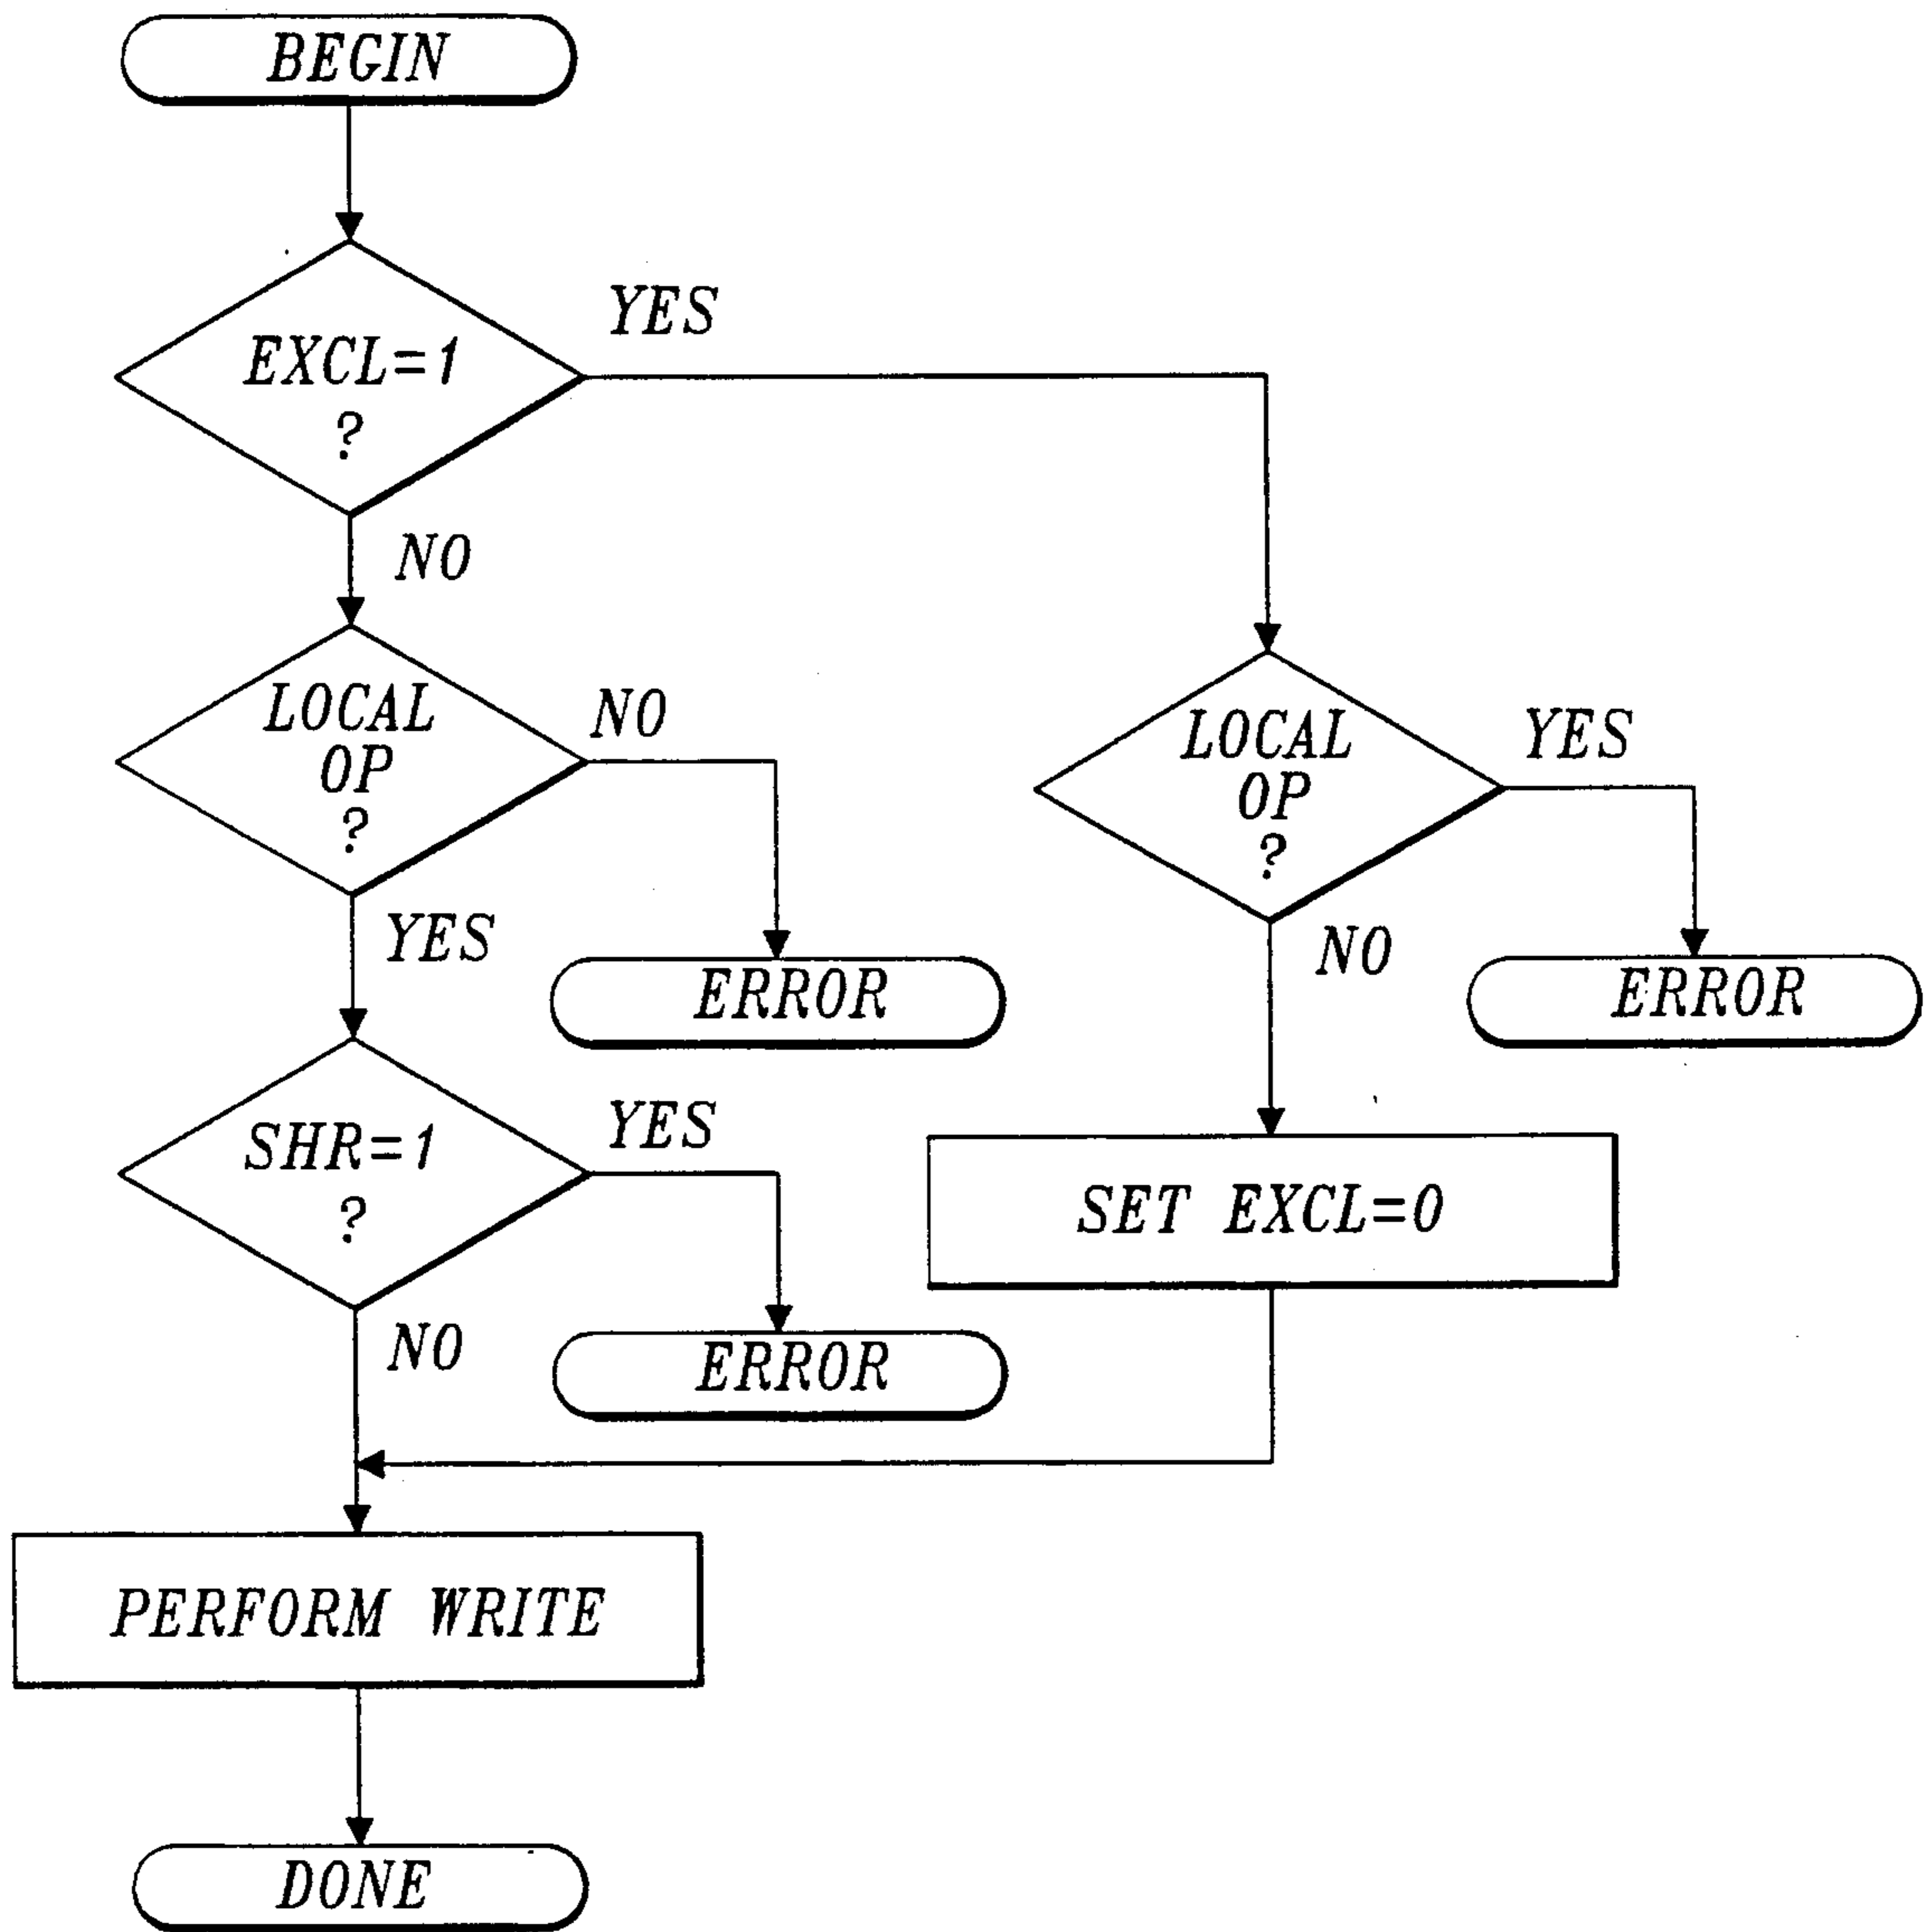 BEGIN
EXCL=1
?
YES
NO
LOCAL
OP
?
NO
YES
ERROR
LOCAL
OP
?
YES
NO
ERROR
SHR=1
?
YES
NO
ERROR
SET EXCL=0
PERFORM WRITE
DONE